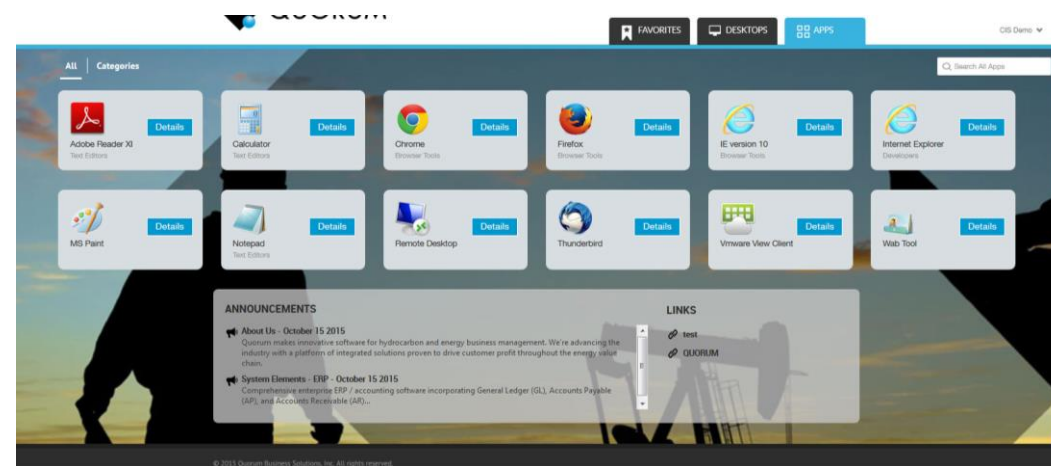 QUORUM
FAVORITES
DESKTOPS
APPS
CIS Demo
All
Categories
Search All Apps
Adobe Reader XI
Text Editors
Details
Calculator
Text Editors
Details
Chrome
Browser Tools
Details
Firefox
Browser Tools
Details
IE version 10
Browser Tools
Details
Internet Explorer
Developers
Details
MS Paint
Details
Notepad
Text Editors
Details
Remote Desktop
Details
Thunderbird
Details
Vmware View Client
Details
Wab Tool
Details
ANNOUNCEMENTS
About Us - October 15 2015
Quorum makes innovative software for hydrocarbon and energy business management. We're advancing the
industry with a platform of integrated solutions proven to drive customer profit throughout the energy value
chain.
System Elements - ERP - October 15 2015
Comprehensive enterprise ERP / accounting software incorporating General Ledger (GL), Accounts Payable
(AP), and Accounts Receivable (AR)...
LINKS
test
QUORUM
© 2015 Quorum Business Solutions, Inc. All rights reserved.